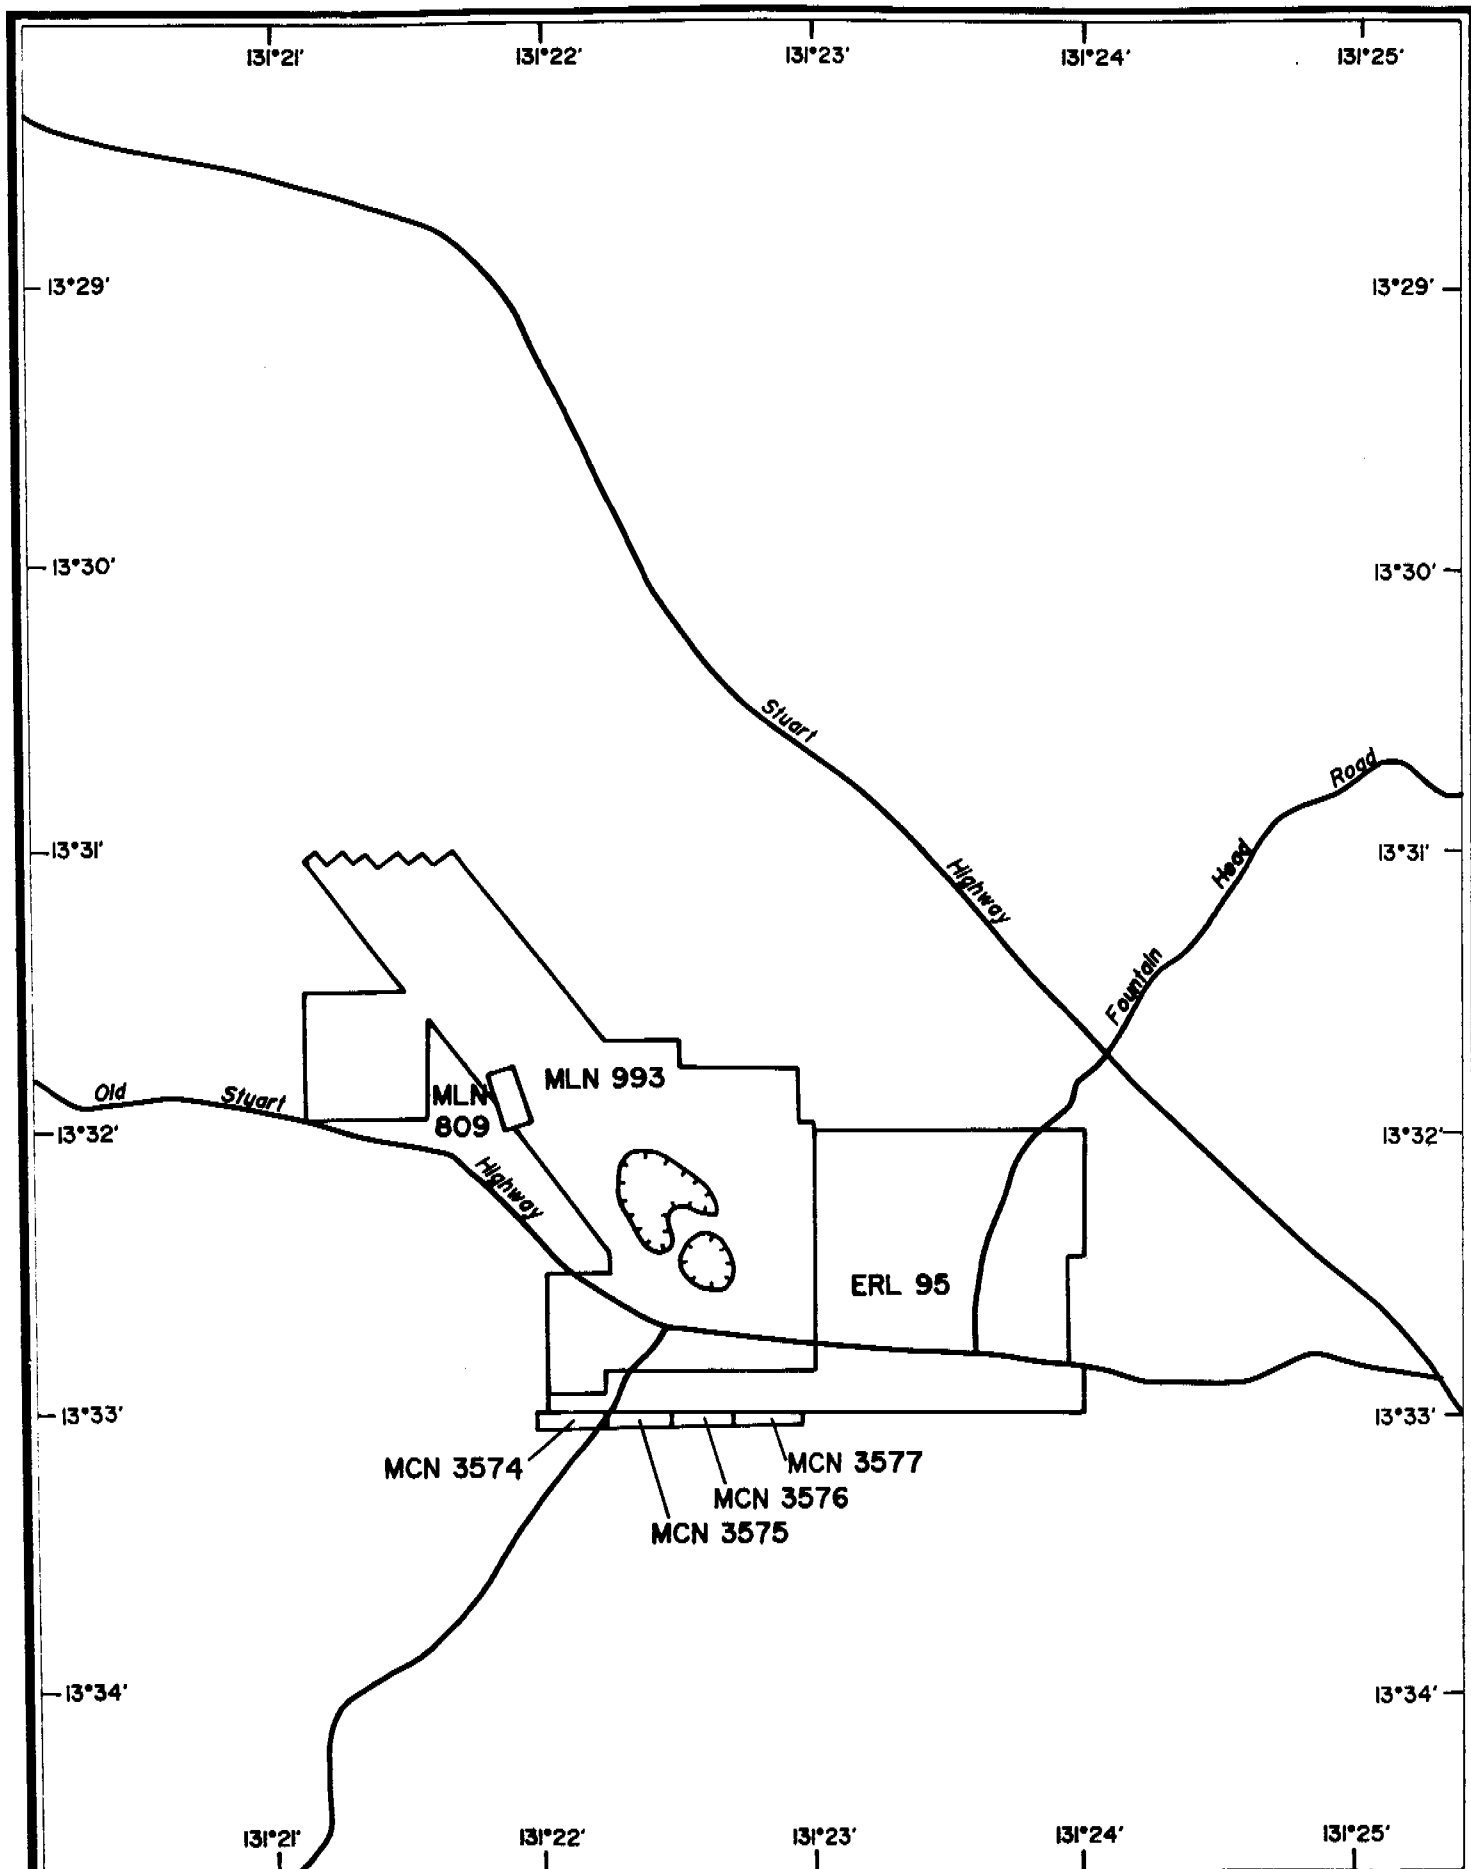 131°21' 131°22' 131°23' 131°24' 131°25'
13°29' 13°29'
13°30' 13°30'
Stuart
Road
13°31' 13°31'
Highway
Head
Fountain
MLN 993
MLN
809
Old Stuart
13°32' 13°32'
Highway
ERL 95
13°33' 13°33'
MCN 3574
MCN 3577
MCN 3576
MCN 3575
13°34' 13°34'
131°21' 131°22' 131°23' 131°24' 131°25'